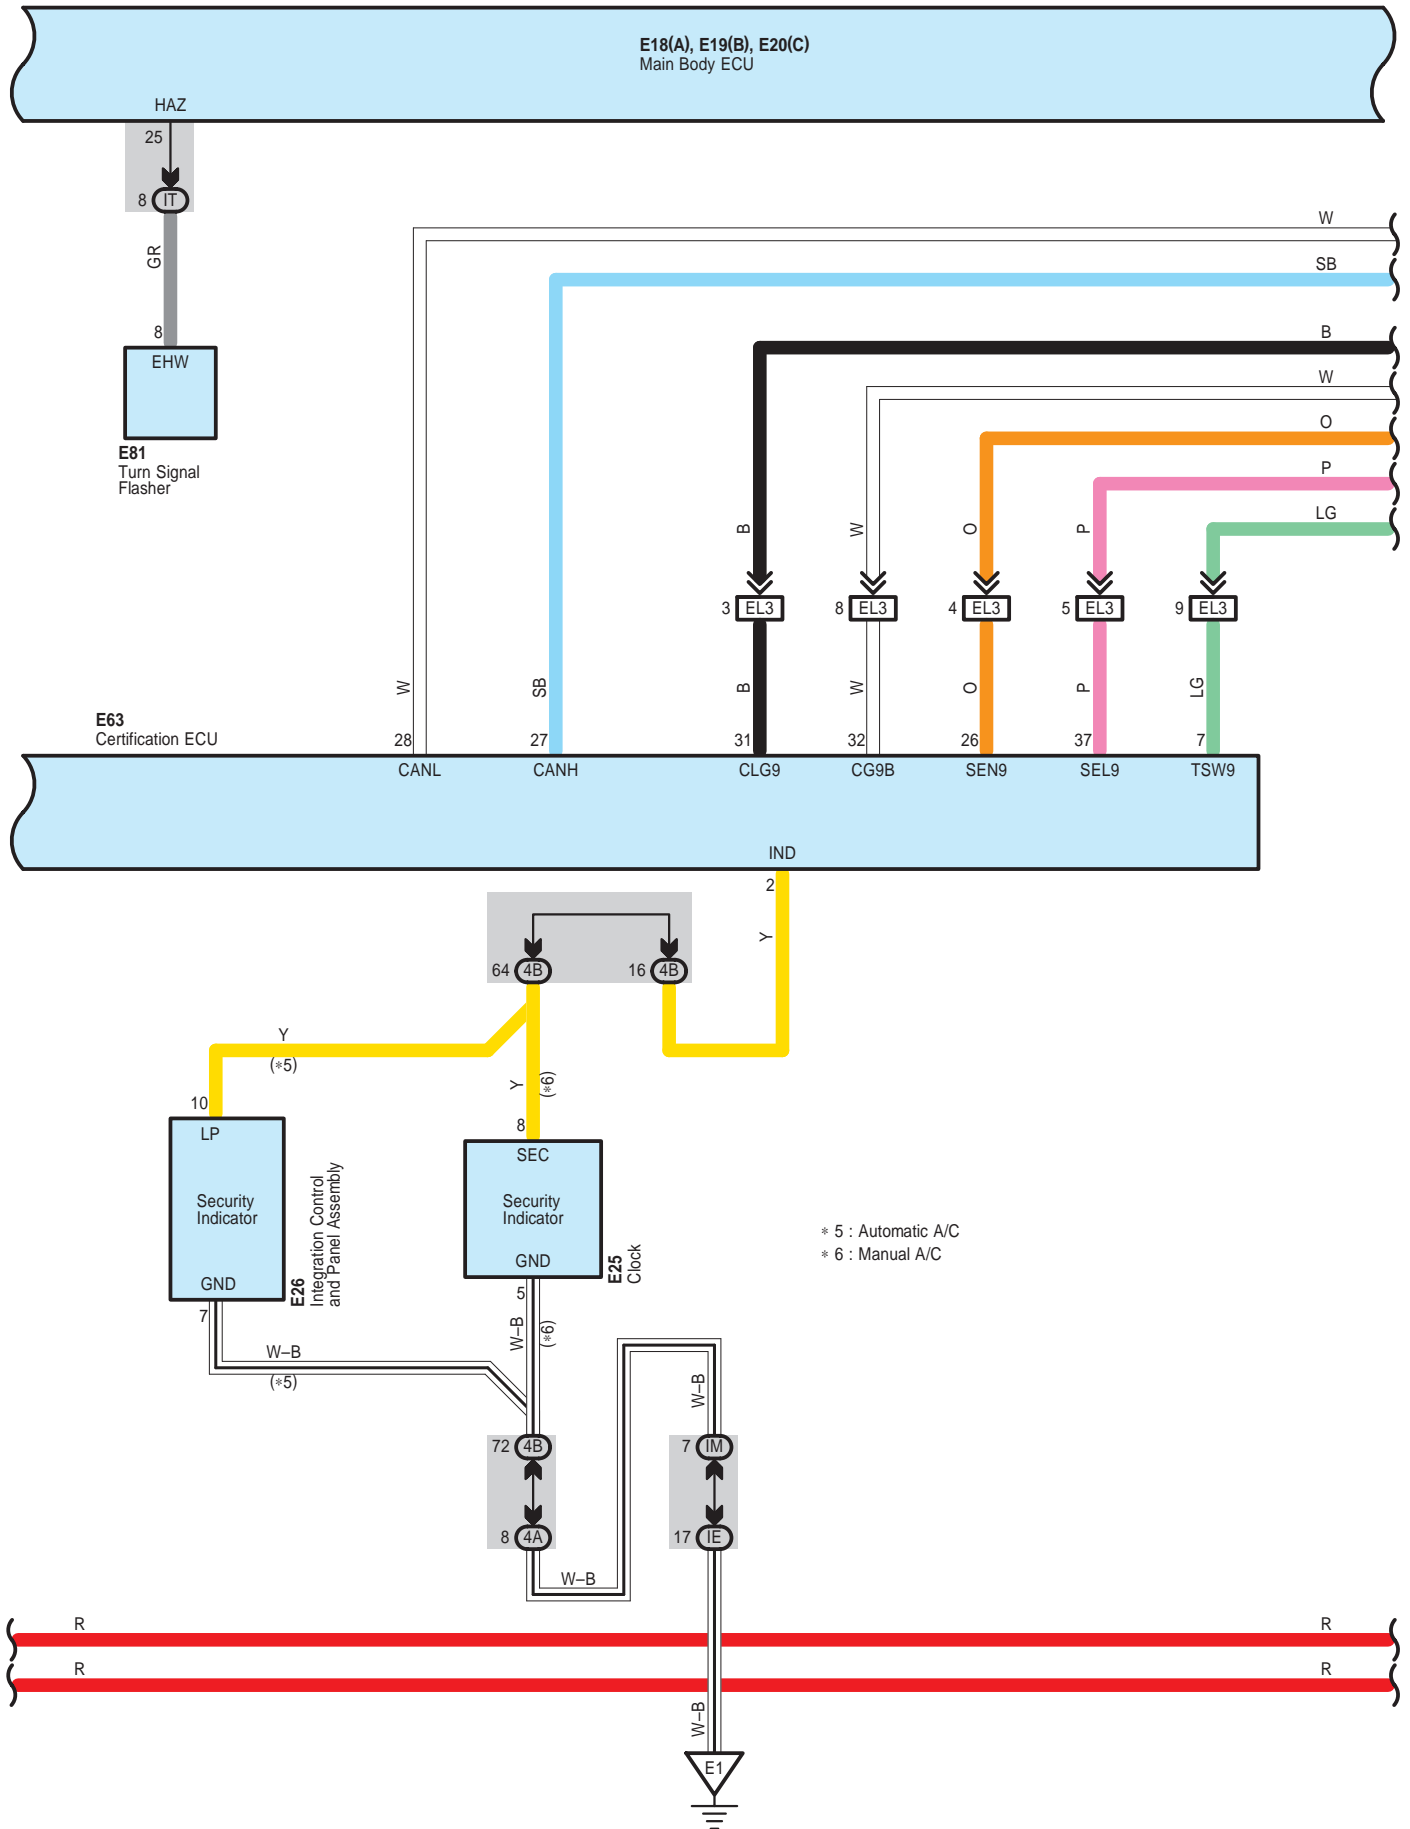 E18(A), E19(B), E20(C)
Main Body ECU
HAZ
25
8 IT
GR
8
EHW
E81
Turn Signal
Flasher
W
SB
B
W
O
P
LG
B W O P
3 EL3 8 EL3 4 EL3 5 EL3 9 EL3
W SB B W O P LG
E63
Certification ECU
28 27 31 32 26 37 7
CANL CANH CLG9 CG9B SEN9 SEL9 TSW9
IND
2
Y
64 4B 16 4B
Y
(*5)
Y
(*6)
10
LP
Security
Indicator
GND
7
E26
Integration Control
and Panel Assembly
8
SEC
Security
Indicator
GND
5
E25
Clock
* 5 : Automatic A/C
* 6 : Manual A/C
W–B
(*6)
W–B
(*5)
W–B
72 4B 7 IM
8 4A 17 IE
W–B
R R
R R
W–B
E1